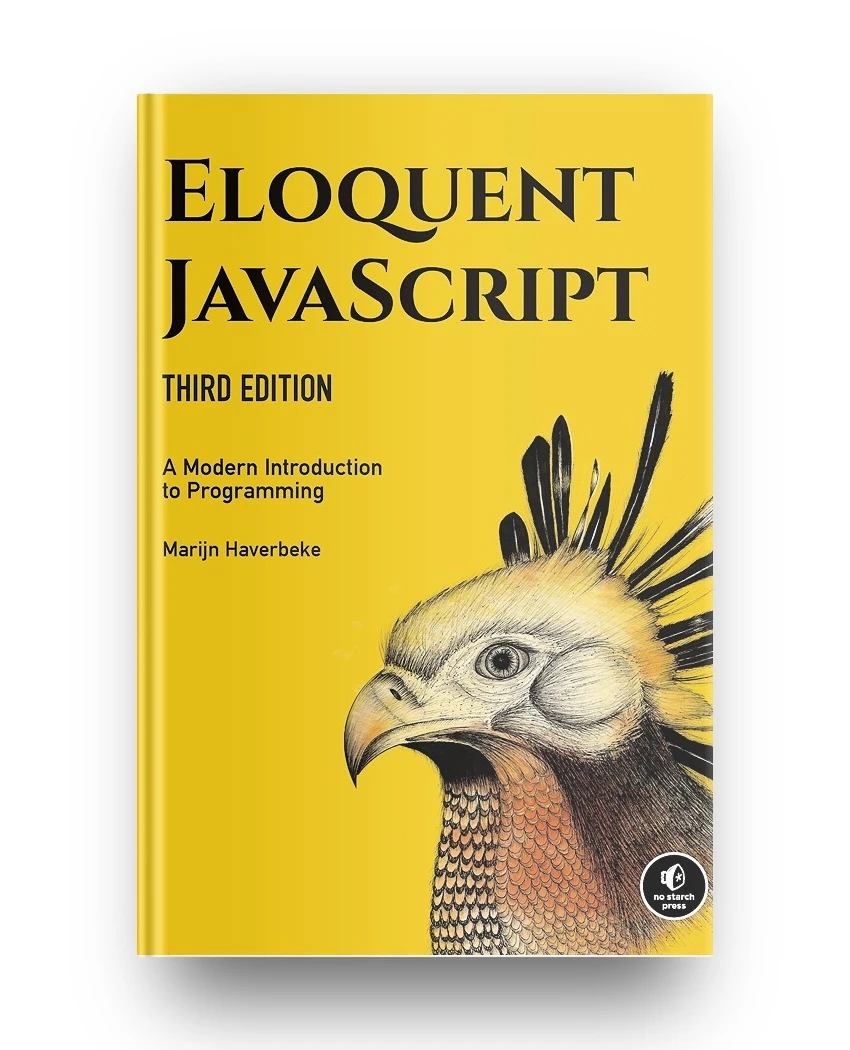 ELOQUENT
JAVASCRIPT
THIRD EDITION
A Modern Introduction
to Programming
Marijn Haverbeke
no starch
press